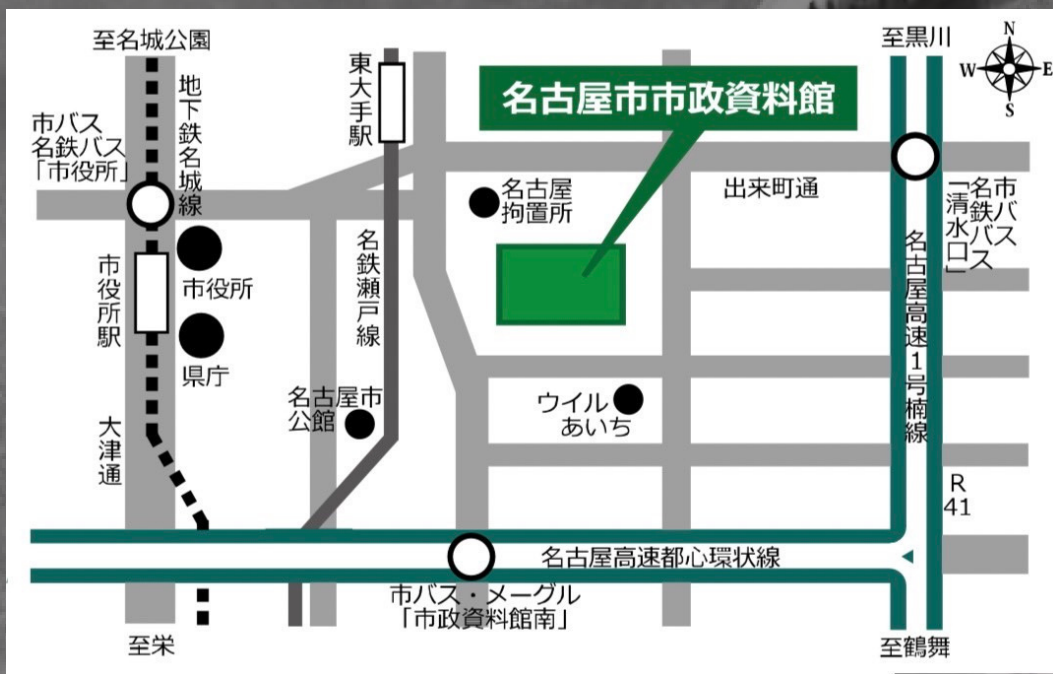 至名城公園
地下鉄名城線
市バス
名鉄バス
「市役所」
市役所駅
市役所
県庁
大津通
至栄
東大手駅
名鉄瀬戸線
名古屋市
公館
名古屋市市政資料館
名古屋
拘置所
ウイル
あいち
出来町通
至黒川
N
W
E
S
市バス
名鉄バス
「清水口」
名古屋高速1号楠線
R
41
名古屋高速都心環状線
市バス・メーグル
「市政資料館南」
至鶴舞